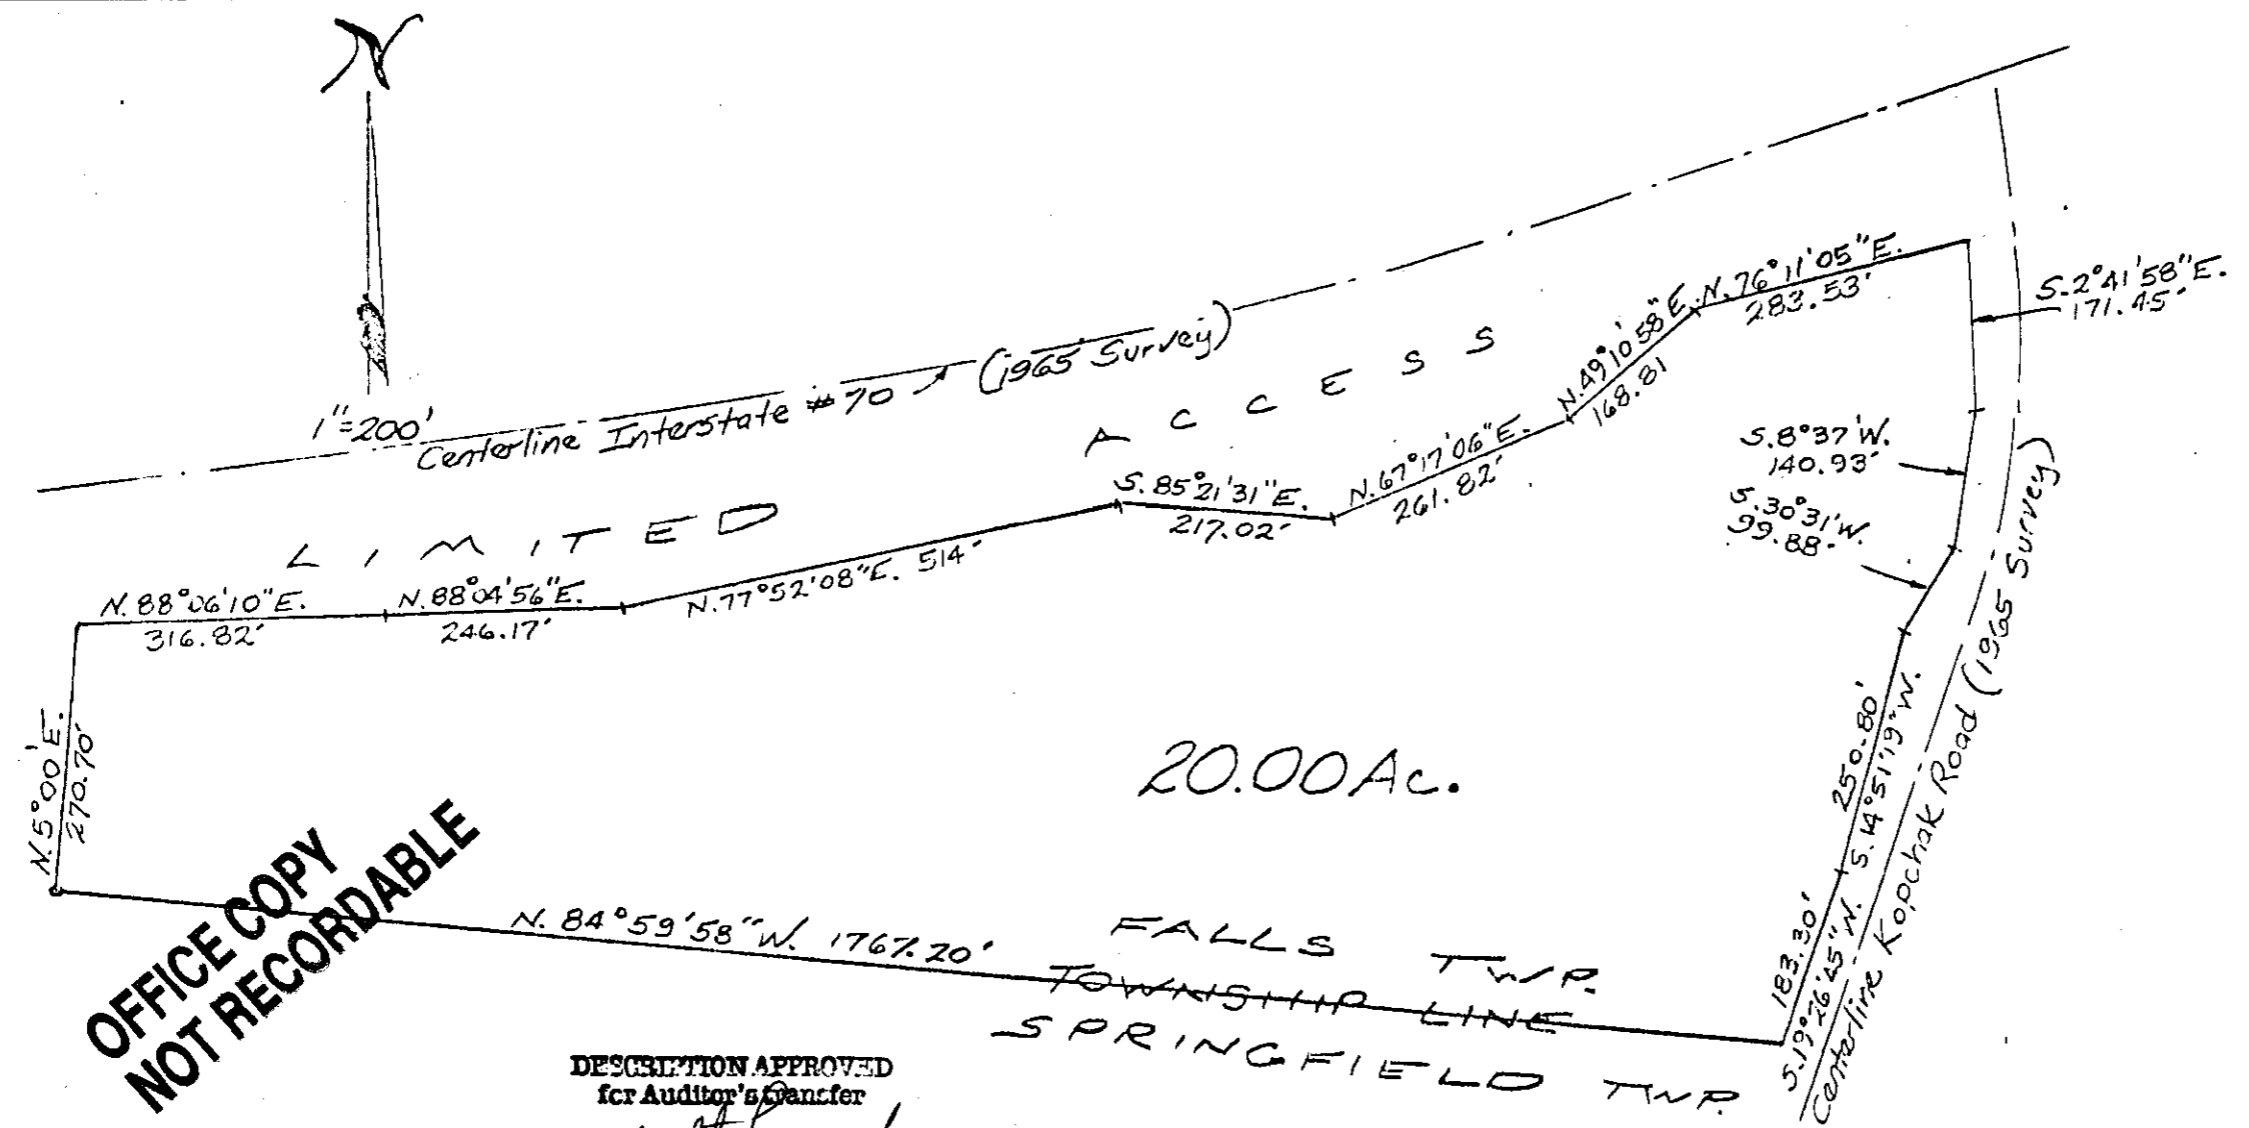 N
1"=200'
Centerline Interstate #70 (1965 Survey)
LIMITED ACCESS
N.88°06'10"E.
316.82'
N.88°04'56"E.
246.17'
N.77°52'08"E. 514'
S.85°21'31"E.
217.02'
N.67°17'06"E.
261.82'
N.49°10'58"E.
168.81
N.76°11'05"E.
283.53'
S.2°41'58"E.
171.45'
S.8°37'W.
140.93'
S.30°31'W.
99.88'
250.80'
S.14°51'19"W.
183.30'
S.19°26'45"W.
Centerline Kopchak Road (1965 Survey)
N.5°00'E.
270.70'
20.00Ac.
N. 84°59'58"W. 1767.20'
FALLS TWP.
TOWNSHIP LINE
SPRINGFIELD TWP.
OFFICE COPY
NOT RECORDABLE
DESCRIPTION APPROVED
for Auditor's transfer